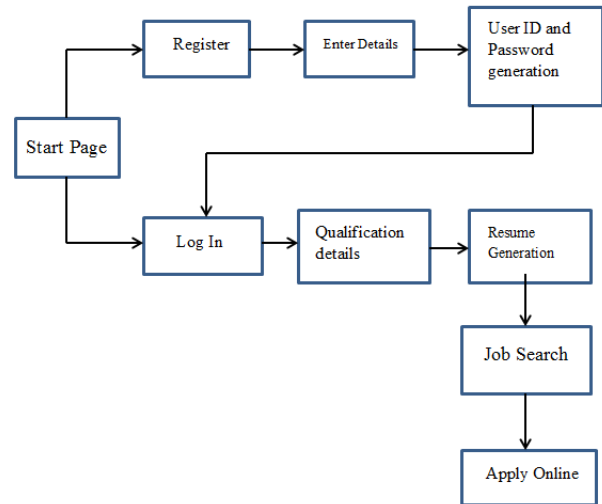 Register
Enter Details
User ID and
Password
generation
Start Page
Log In
Qualification
details
Resume
Generation
Job Search
Apply Online